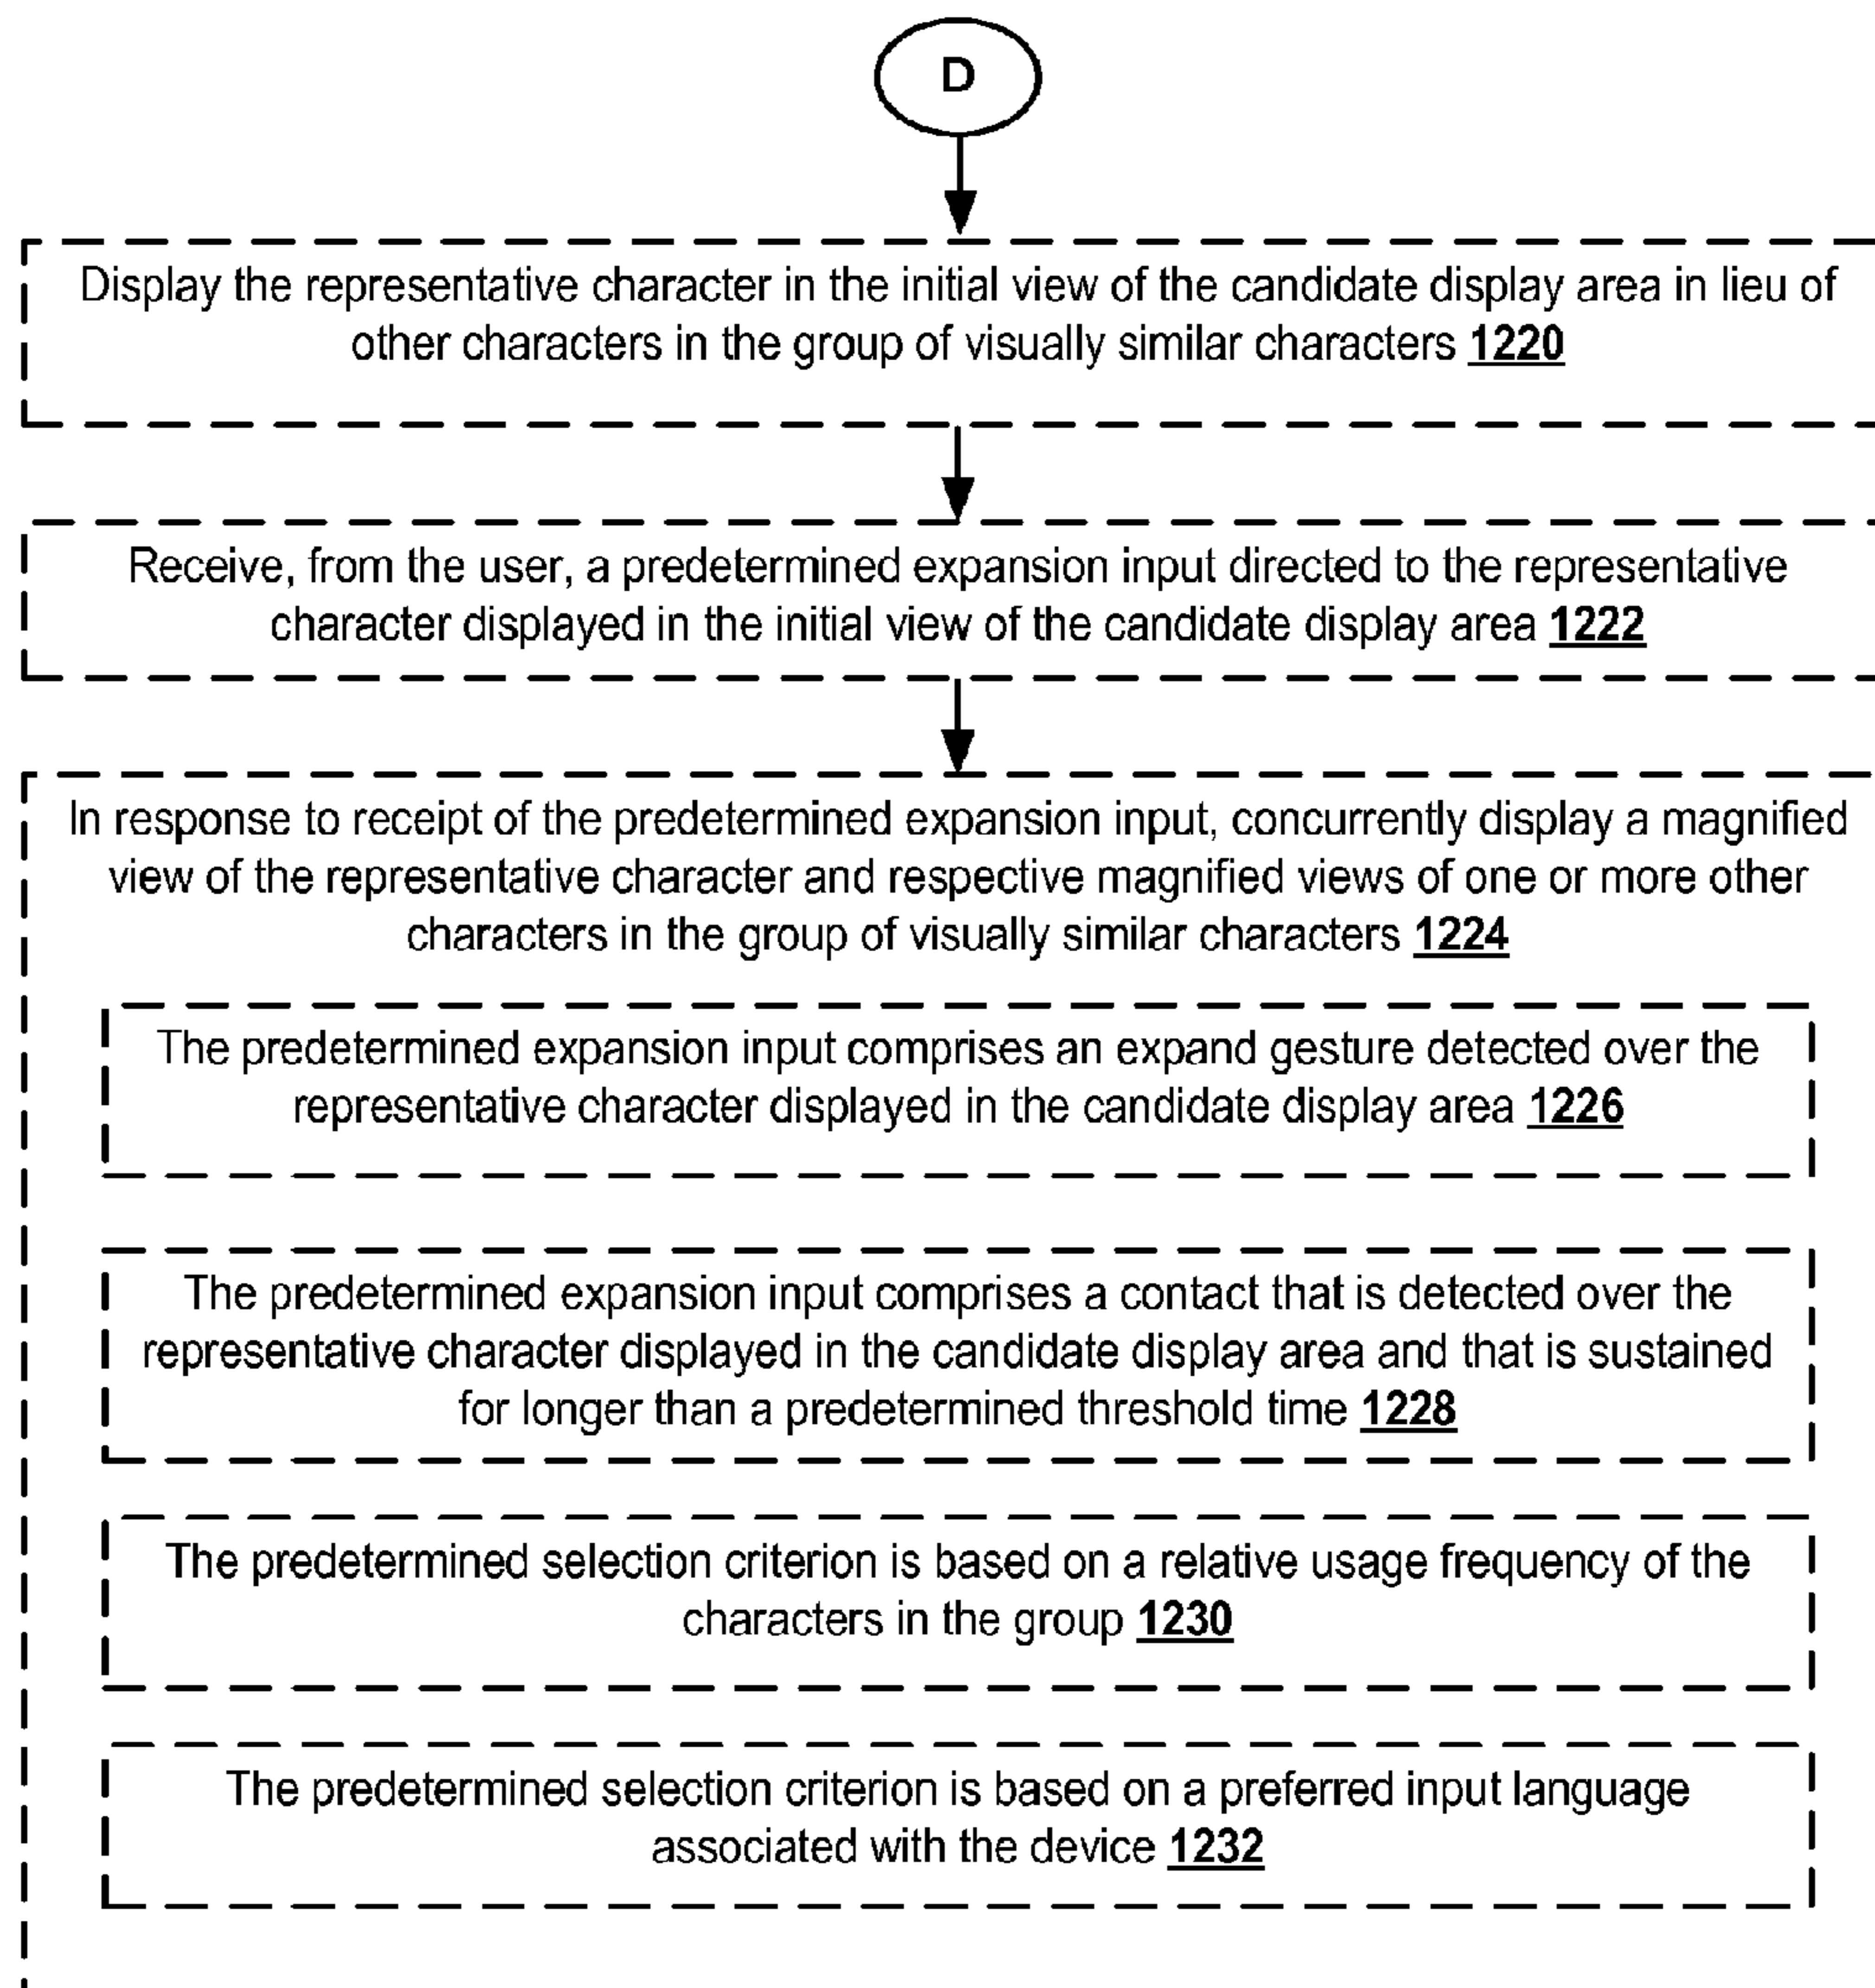 D
Display the representative character in the initial view of the candidate display area in lieu of
other characters in the group of visually similar characters 1220
Receive, from the user, a predetermined expansion input directed to the representative
character displayed in the initial view of the candidate display area 1222
In response to receipt of the predetermined expansion input, concurrently display a magnified
view of the representative character and respective magnified views of one or more other
characters in the group of visually similar characters 1224
The predetermined expansion input comprises an expand gesture detected over the
representative character displayed in the candidate display area 1226
The predetermined expansion input comprises a contact that is detected over the
representative character displayed in the candidate display area and that is sustained
for longer than a predetermined threshold time 1228
The predetermined selection criterion is based on a relative usage frequency of the
characters in the group 1230
The predetermined selection criterion is based on a preferred input language
associated with the device 1232